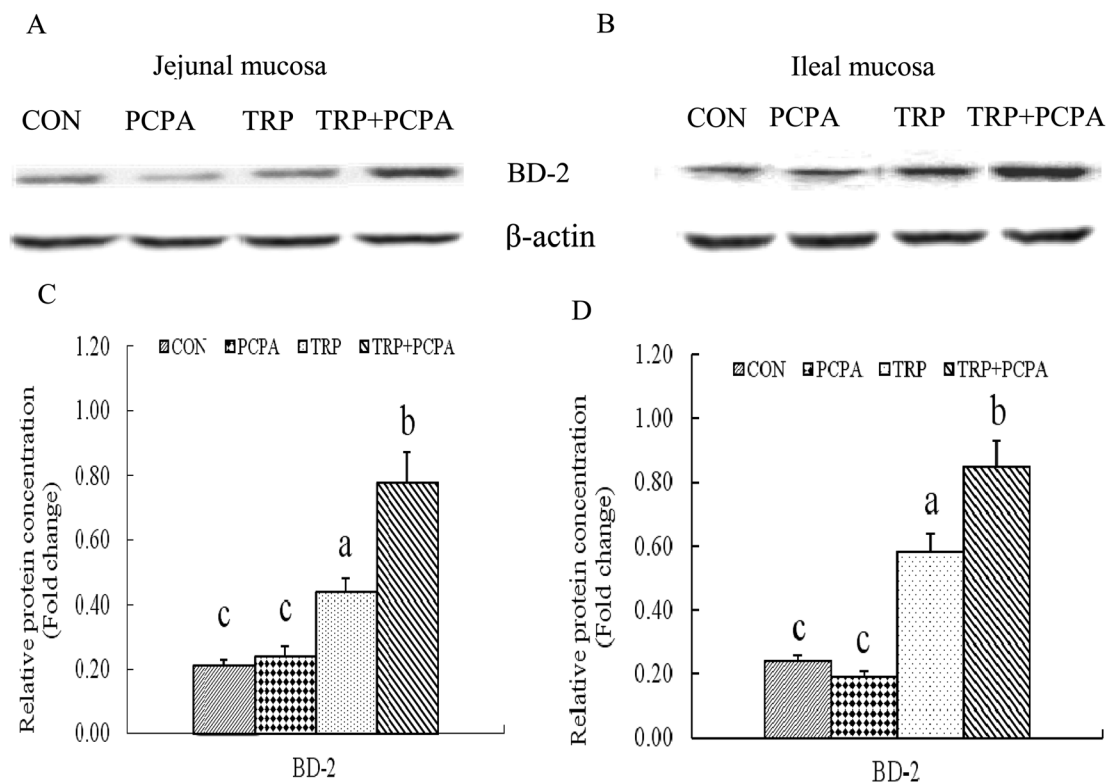 A
B
Jejunal mucosa
Ileal mucosa
CON PCPA TRP TRP+PCPA
CON PCPA TRP TRP+PCPA
BD-2
β-actin
C
D
CON PCPA TRP TRP+PCPA
1.20
1.00
0.80
0.60
0.40
0.20
0.00
Relative protein concentration
(Fold change)
c
c
a
b
BD-2
CON PCPA TRP TRP+PCPA
1.20
1.00
0.80
0.60
0.40
0.20
0.00
Relative protein concentration
(Fold change)
c
c
a
b
BD-2